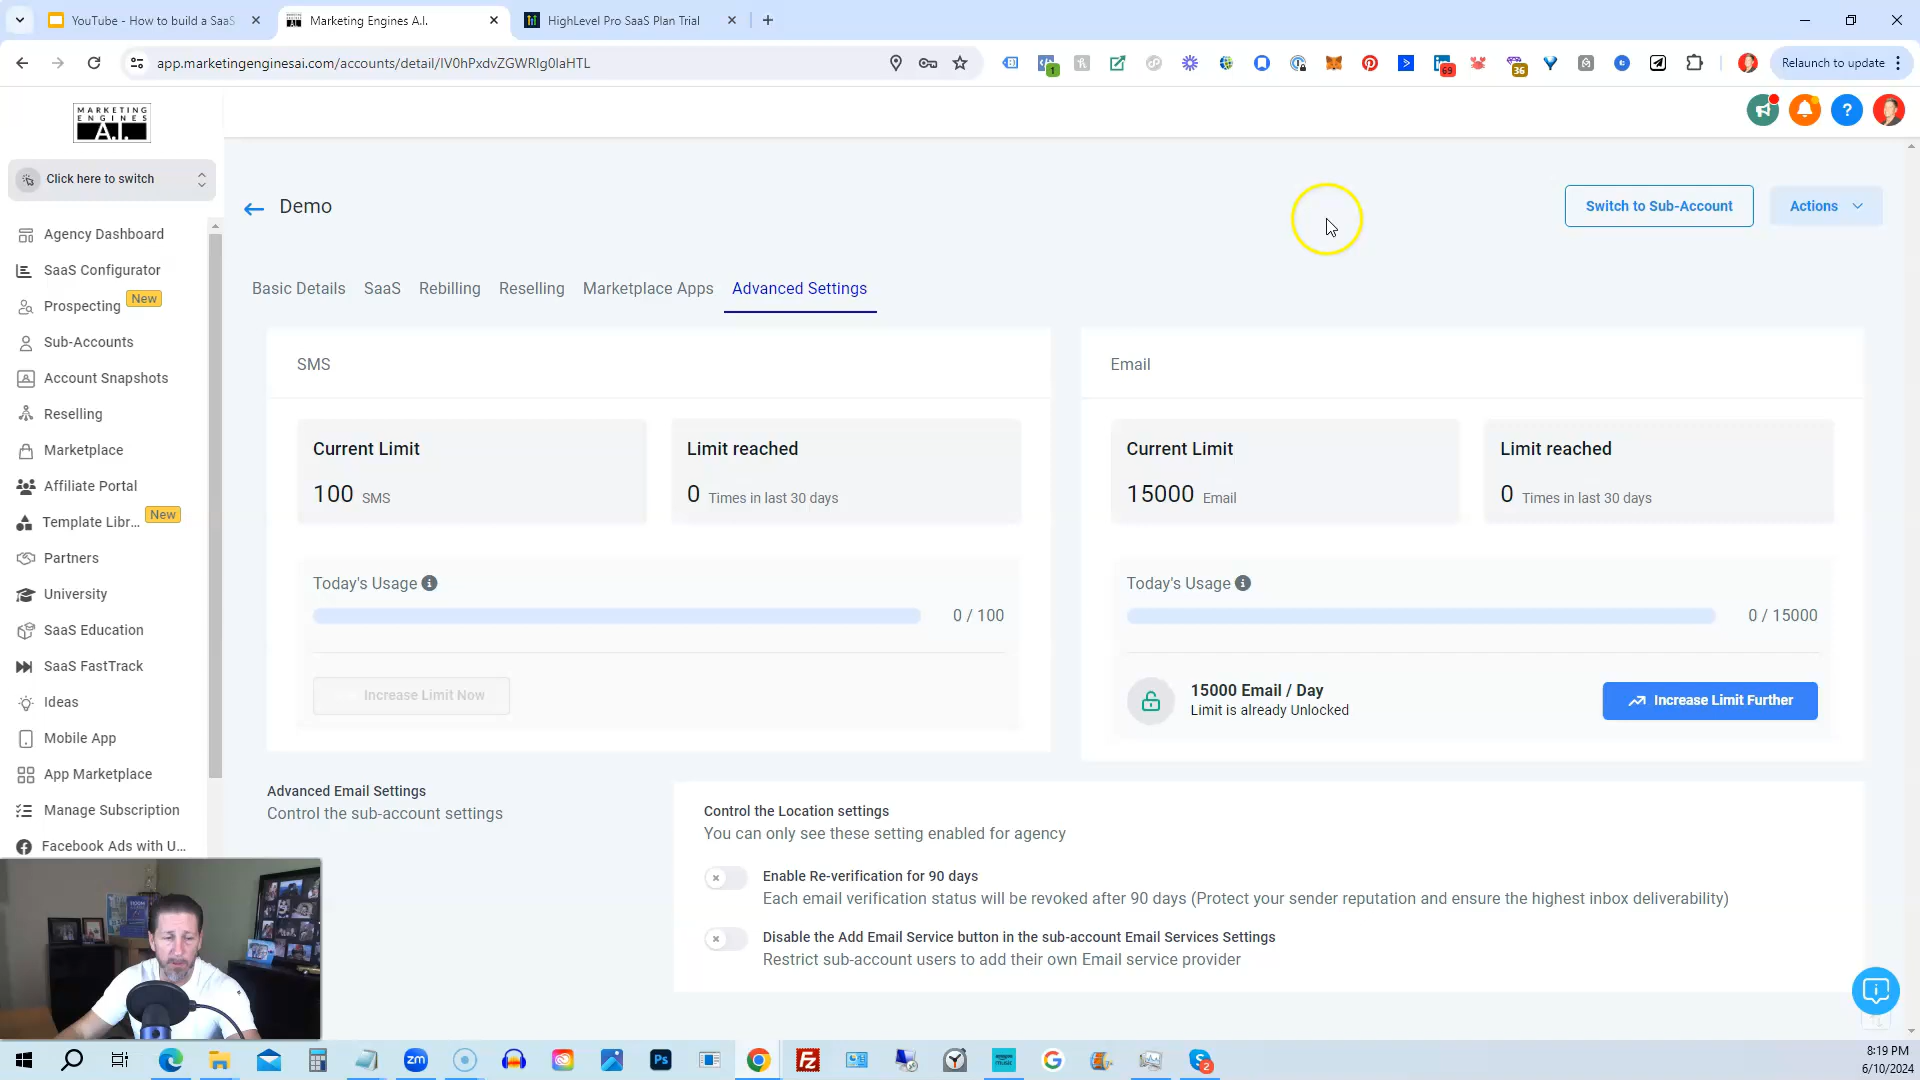 YouTube - How to build a SaaS
Marketing Engines A.I.
HighLevel Pro SaaS Plan Trial
app.marketingenginesai.com/accounts/detail/IV0hPxdvZGWRlg0laHTL
1
69
36
Relaunch to update
MARKETING
ENGINES
A.I.
Click here to switch
Agency Dashboard
SaaS Configurator
Prospecting
New
Sub-Accounts
Account Snapshots
Reselling
Marketplace
Affiliate Portal
Template Libr...
New
Partners
University
SaaS Education
SaaS FastTrack
Ideas
Mobile App
App Marketplace
Manage Subscription
Facebook Ads with U...
Demo
Switch to Sub-Account
Actions
Basic Details
SaaS
Rebilling
Reselling
Marketplace Apps
Advanced Settings
SMS
Current Limit
100 SMS
Limit reached
0 Times in last 30 days
Today's Usage
0 / 100
Increase Limit Now
Email
Current Limit
15000 Email
Limit reached
0 Times in last 30 days
Today's Usage
0 / 15000
15000 Email / Day
Limit is already Unlocked
Increase Limit Further
Advanced Email Settings
Control the sub-account settings
Control the Location settings
You can only see these setting enabled for agency
Enable Re-verification for 90 days
Each email verification status will be revoked after 90 days (Protect your sender reputation and ensure the highest inbox deliverability)
Disable the Add Email Service button in the sub-account Email Services Settings
Restrict sub-account users to add their own Email service provider
zm
Ps
Fz
music
G
2
8:19 PM
6/10/2024